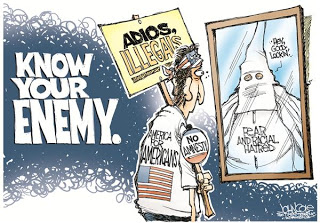 KNOW
YOUR
ENEMY.
ADIOS,
ILLEGALS
AMERICA
FOR
AMERICANS
NO
AMNESTY
"HEY,
GOOD
LOOKIN'.
FEAR
AND RACIAL
HATRED